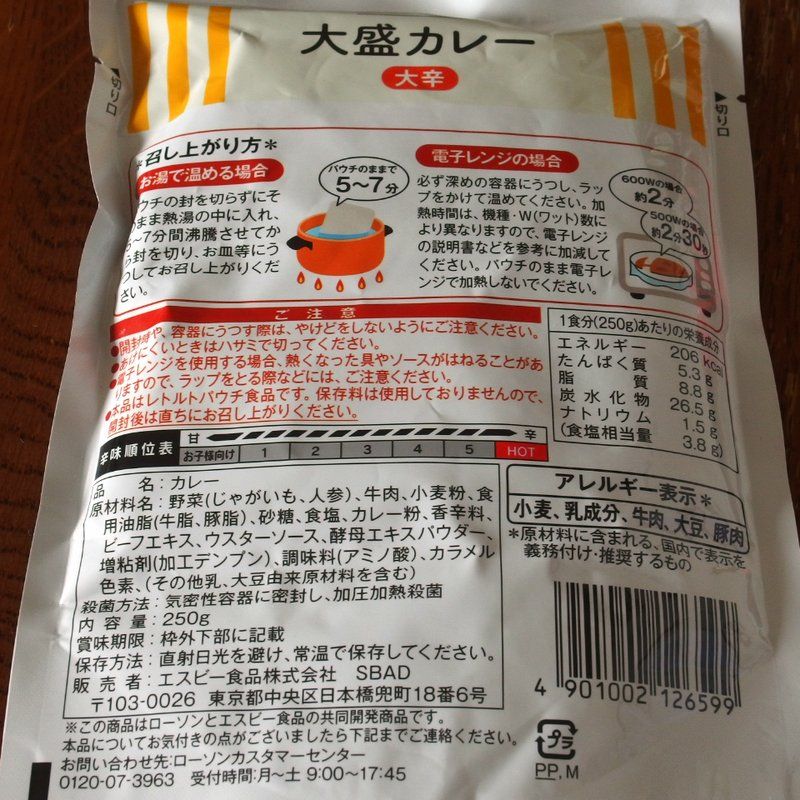 大盛カレー
大辛
切り口
切り口
召し上がり方*
お湯で温める場合
パウチの封を切らずにそ
のまま熱湯の中に入れ、
5〜7分間沸騰させてか
ら封を切り、お皿等にう
つしてお召し上がりくだ
さい。
パウチのままで
5〜7分
電子レンジの場合
必ず深めの容器にうつし、ラッ
プをかけて温めてください。加
熱時間は、機種・W(ワット)数に
より異なりますので、電子レンジ
の説明書などを参考に加減して
ください。パウチのまま電子レ
ンジで加熱しないでください。
600Wの場合
約2分
500Wの場合
約2分30秒
ご注意
●開封時や、容器にうつす際は、やけどをしないようにご注意ください。
●あけにくいときはハサミで切ってください。
●電子レンジを使用する場合、熱くなった具やソースがはねることがあ
りますので、ラップをとる際などには、ご注意ください。
●本品はレトルトパウチ食品です。保存料は使用しておりませんので、
開封後は直ちにお召し上がりください。
1食分(250g)あたりの栄養成分
エネルギー 206 kcal
たんぱく質 5.3 g
脂質 8.8 g
炭水化物 26.5 g
ナトリウム 1.5 g
(食塩相当量 3.8 g)
甘 辛
辛味順位表 お子様向け 1 2 3 4 5 HOT
品名:カレー
原材料名:野菜(じゃがいも、人参)、牛肉、小麦粉、食
用油脂(牛脂、豚脂)、砂糖、食塩、カレー粉、香辛料、
ビーフエキス、ウスターソース、酵母エキスパウダー、
増粘剤(加工デンプン)、調味料(アミノ酸)、カラメル
色素、(その他乳、大豆由来原材料を含む)
殺菌方法:気密性容器に密封し、加圧加熱殺菌
内容量:250g
賞味期限:枠外下部に記載
保存方法:直射日光を避け、常温で保存してください。
販売者:エスビー食品株式会社 SBAD
〒103-0026 東京都中央区日本橋兜町18番6号
アレルギー表示*
小麦、乳成分、牛肉、大豆、豚肉
*原材料に含まれる、国内で表示を
義務付け・推奨するもの
4 901002 126599
プラ
PP,M
※この商品はローソンとエスビー食品の共同開発商品です。
本品についてお気付きの点がございましたら下記までご連絡ください。
お問い合わせ先:ローソンカスタマーセンター
0120-07-3963 受付時間:月〜土 9:00〜17:45